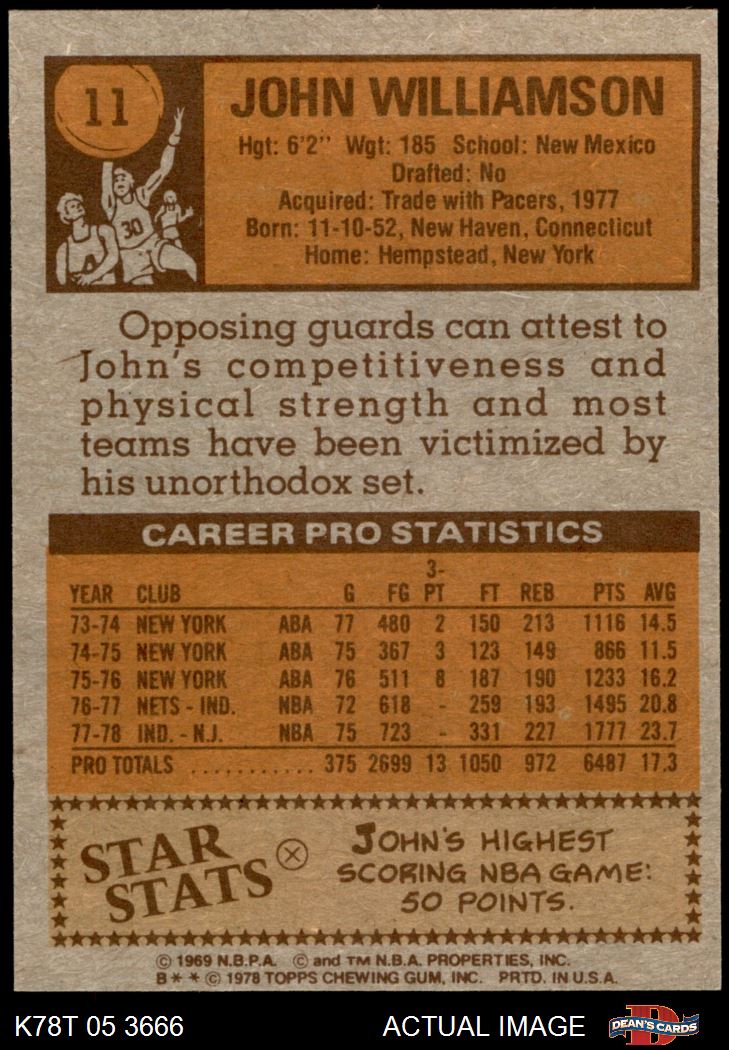 11
JOHN WILLIAMSON
Hgt: 6'2" Wgt: 185 School: New Mexico
Drafted: No
Acquired: Trade with Pacers, 1977
Born: 11-10-52, New Haven, Connecticut
Home: Hempstead, New York
30
Opposing guards can attest to
John's competitiveness and
physical strength and most
teams have been victimized by
his unorthodox set.
CAREER PRO STATISTICS
3-
YEAR CLUB G FG PT FT REB PTS AVG
73-74 NEW YORK ABA 77 480 2 150 213 1116 14.5
74-75 NEW YORK ABA 75 367 3 123 149 866 11.5
75-76 NEW YORK ABA 76 511 8 187 190 1233 16.2
76-77 NETS - IND. NBA 72 618 - 259 193 1495 20.8
77-78 IND. - N.J. NBA 75 723 - 331 227 1777 23.7
PRO TOTALS ........... 375 2699 13 1050 972 6487 17.3
STAR
STATS
JOHN'S HIGHEST
SCORING NBA GAME:
50 POINTS.
© 1969 N.B.P.A. © and TM N.B.A. PROPERTIES, INC.
B** © 1978 TOPPS CHEWING GUM, INC. PRTD. IN U.S.A.
K78T 05 3666 ACTUAL IMAGE D DEAN'S CARDS